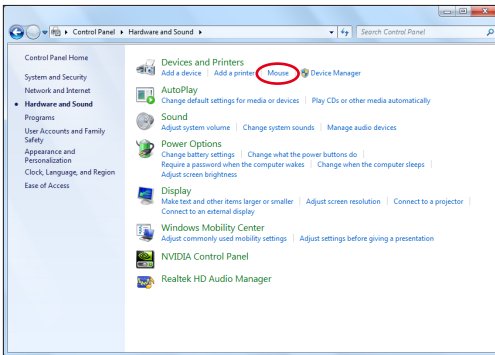 Control Panel ▸ Hardware and Sound ▸
Search Control Panel
Control Panel Home
System and Security
Network and Internet
Hardware and Sound
Programs
User Accounts and Family
Safety
Appearance and
Personalization
Clock, Language, and Region
Ease of Access
Devices and Printers
Add a device | Add a printer | Mouse | Device Manager
AutoPlay
Change default settings for media or devices | Play CDs or other media automatically
Sound
Adjust system volume | Change system sounds | Manage audio devices
Power Options
Change battery settings | Change what the power buttons do |
Require a password when the computer wakes | Change when the computer sleeps |
Adjust screen brightness
Display
Make text and other items larger or smaller | Adjust screen resolution | Connect to a projector |
Connect to an external display
Windows Mobility Center
Adjust commonly used mobility settings | Adjust settings before giving a presentation
NVIDIA Control Panel
Realtek HD Audio Manager